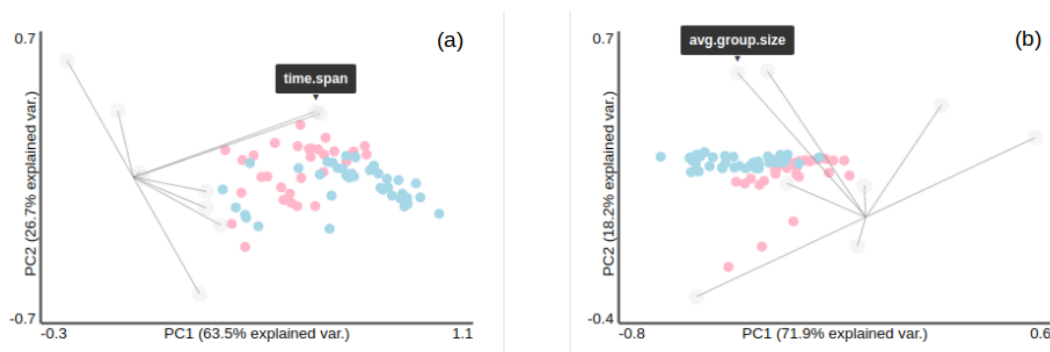 0.7
(a)
time.span
PC2 (26.7% explained var.)
-0.7
-0.3
PC1 (63.5% explained var.)
1.1
0.7
(b)
avg.group.size
PC2 (18.2% explained var.)
-0.4
-0.8
PC1 (71.9% explained var.)
0.6